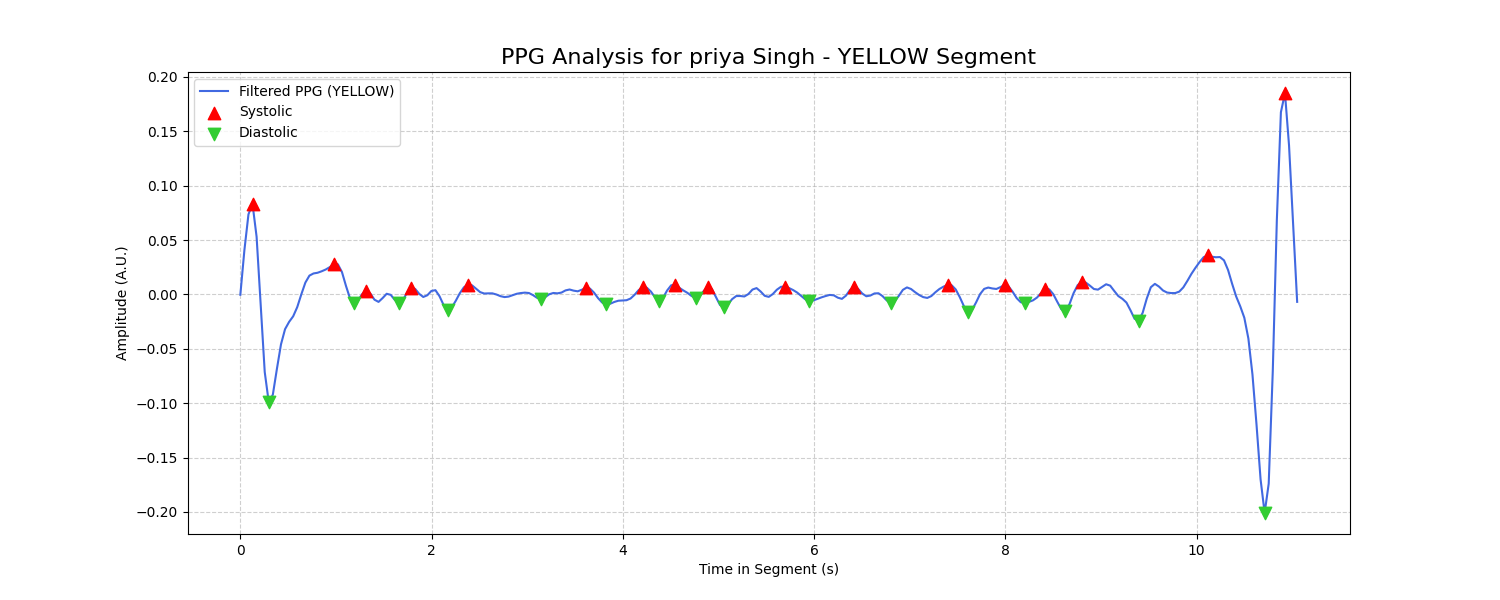 PPG Analysis for priya Singh - YELLOW Segment
Filtered PPG (YELLOW)
Systolic
Diastolic
Amplitude (A.U.)
0.20
0.15
0.10
0.05
0.00
−0.05
−0.10
−0.15
−0.20
0 2 4 6 8 10
Time in Segment (s)